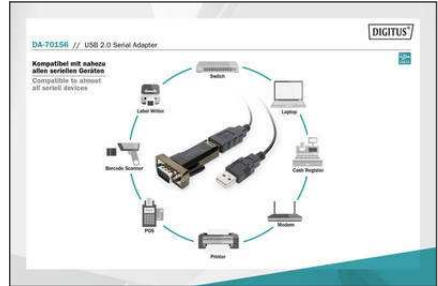 DIGITUS®
DA-70156 // USB 2.0 Serial Adapter
Kompatibel mit nahezu
allen seriellen Geräten
Compatible to almost
all seriell devices
Switch
Label Writer
Laptop
Barcode Scanner
Cash Register
POS
Modem
Printer